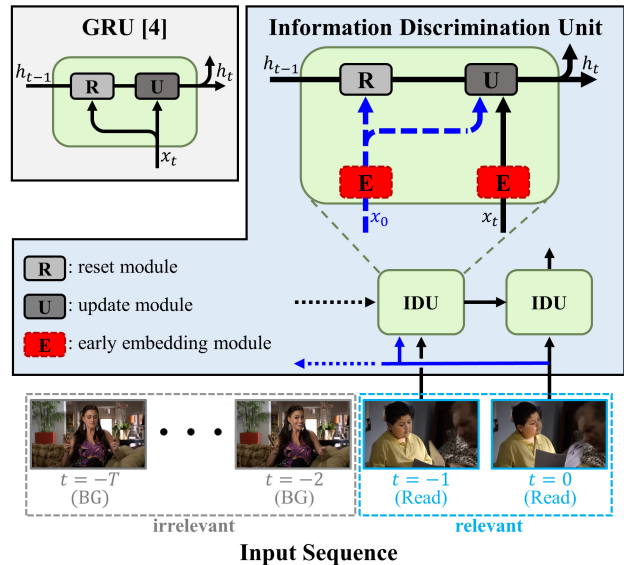 GRU [4]
h_{t−1}
R
U
h_t
x_t
Information Discrimination Unit
h_{t−1}
R
U
h_t
E
E
x_0
x_t
R : reset module
U : update module
E : early embedding module
IDU
IDU
t = −T
(BG)
t = −2
(BG)
t = −1
(Read)
t = 0
(Read)
irrelevant
relevant
Input Sequence